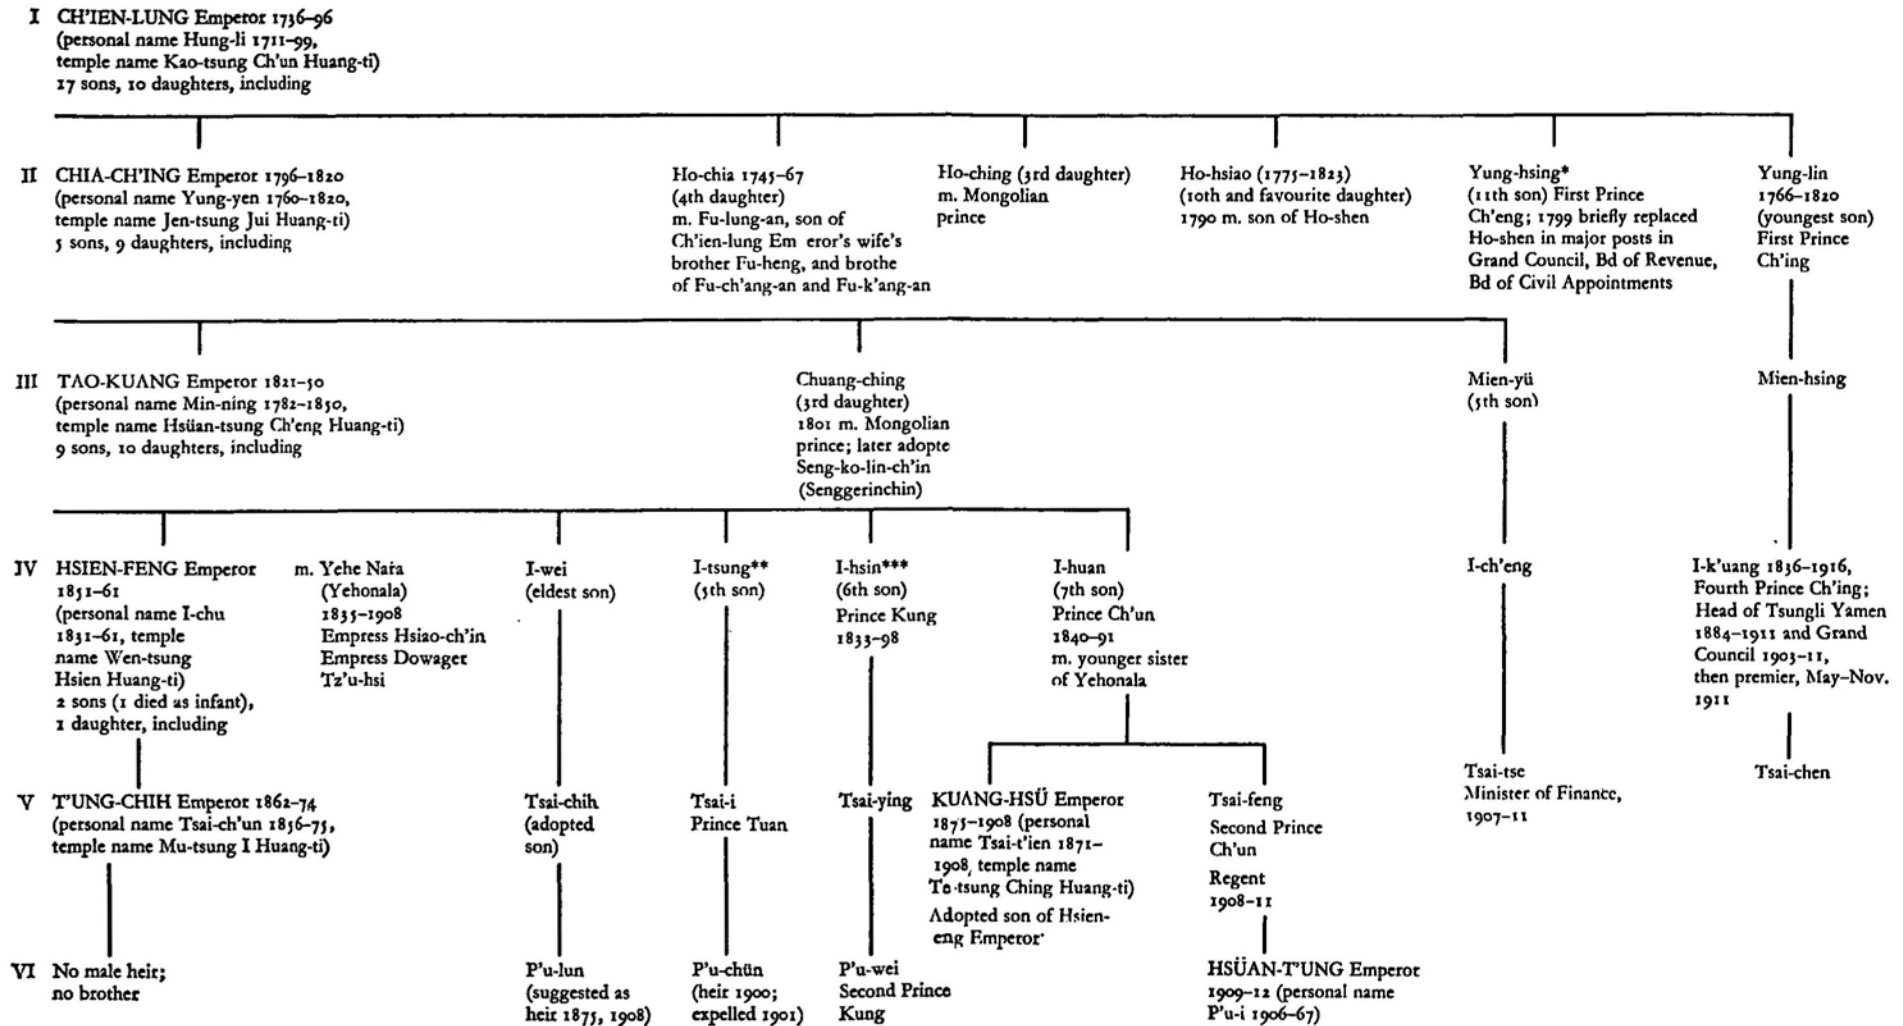 I CH'IEN-LUNG Emperor 1736–96
(personal name Hung-li 1711–99,
temple name Kao-tsung Ch'un Huang-ti)
17 sons, 10 daughters, including
II CHIA-CH'ING Emperor 1796–1820
(personal name Yung-yen 1760–1820,
temple name Jen-tsung Jui Huang-ti)
5 sons, 9 daughters, including
Ho-chia 1745–67
(4th daughter)
m. Fu-lung-an, son of
Ch'ien-lung Em eror's wife's
brother Fu-heng, and brothe
of Fu-ch'ang-an and Fu-k'ang-an
Ho-ching (3rd daughter)
m. Mongolian
prince
Ho-hsiao (1775–1823)
(10th and favourite daughter)
1790 m. son of Ho-shen
Yung-hsing*
(11th son) First Prince
Ch'eng; 1799 briefly replaced
Ho-shen in major posts in
Grand Council, Bd of Revenue,
Bd of Civil Appointments
Yung-lin
1766–1820
(youngest son)
First Prince
Ch'ing
III TAO-KUANG Emperor 1821–50
(personal name Min-ning 1782–1850,
temple name Hsüan-tsung Ch'eng Huang-ti)
9 sons, 10 daughters, including
Chuang-ching
(3rd daughter)
1801 m. Mongolian
prince; later adopte
Seng-ko-lin-ch'in
(Senggerinchin)
Mien-yü
(5th son)
Mien-hsing
IV HSIEN-FENG Emperor
1851–61
(personal name I-chu
1831–61, temple
name Wen-tsung
Hsien Huang-ti)
2 sons (1 died as infant),
1 daughter, including
m. Yehe Nara
(Yehonala)
1835–1908
Empress Hsiao-ch'in
Empress Dowager
Tz'u-hsi
I-wei
(eldest son)
I-tsung**
(5th son)
I-hsin***
(6th son)
Prince Kung
1833–98
I-huan
(7th son)
Prince Ch'un
1840–91
m. younger sister
of Yehonala
I-ch'eng
I-k'uang 1836–1916,
Fourth Prince Ch'ing;
Head of Tsungli Yamen
1884–1911 and Grand
Council 1903–11,
then premier, May–Nov.
1911
V T'UNG-CHIH Emperor 1862–74
(personal name Tsai-ch'un 1856–75,
temple name Mu-tsung I Huang-ti)
Tsai-chih
(adopted
son)
Tsai-i
Prince Tuan
Tsai-ying
KUANG-HSÜ Emperor
1875–1908 (personal
name Tsai-t'ien 1871–
1908, temple name
Te-tsung Ching Huang-ti)
Adopted son of Hsien-
eng Emperor
Tsai-feng
Second Prince
Ch'un
Regent
1908–11
Tsai-tse
Minister of Finance,
1907–11
Tsai-chen
VI No male heir;
no brother
P'u-lun
(suggested as
heir 1875, 1908)
P'u-chün
(heir 1900;
expelled 1901)
P'u-wei
Second Prince
Kung
HSÜAN-T'UNG Emperor
1909–12 (personal name
P'u-i 1906–67)